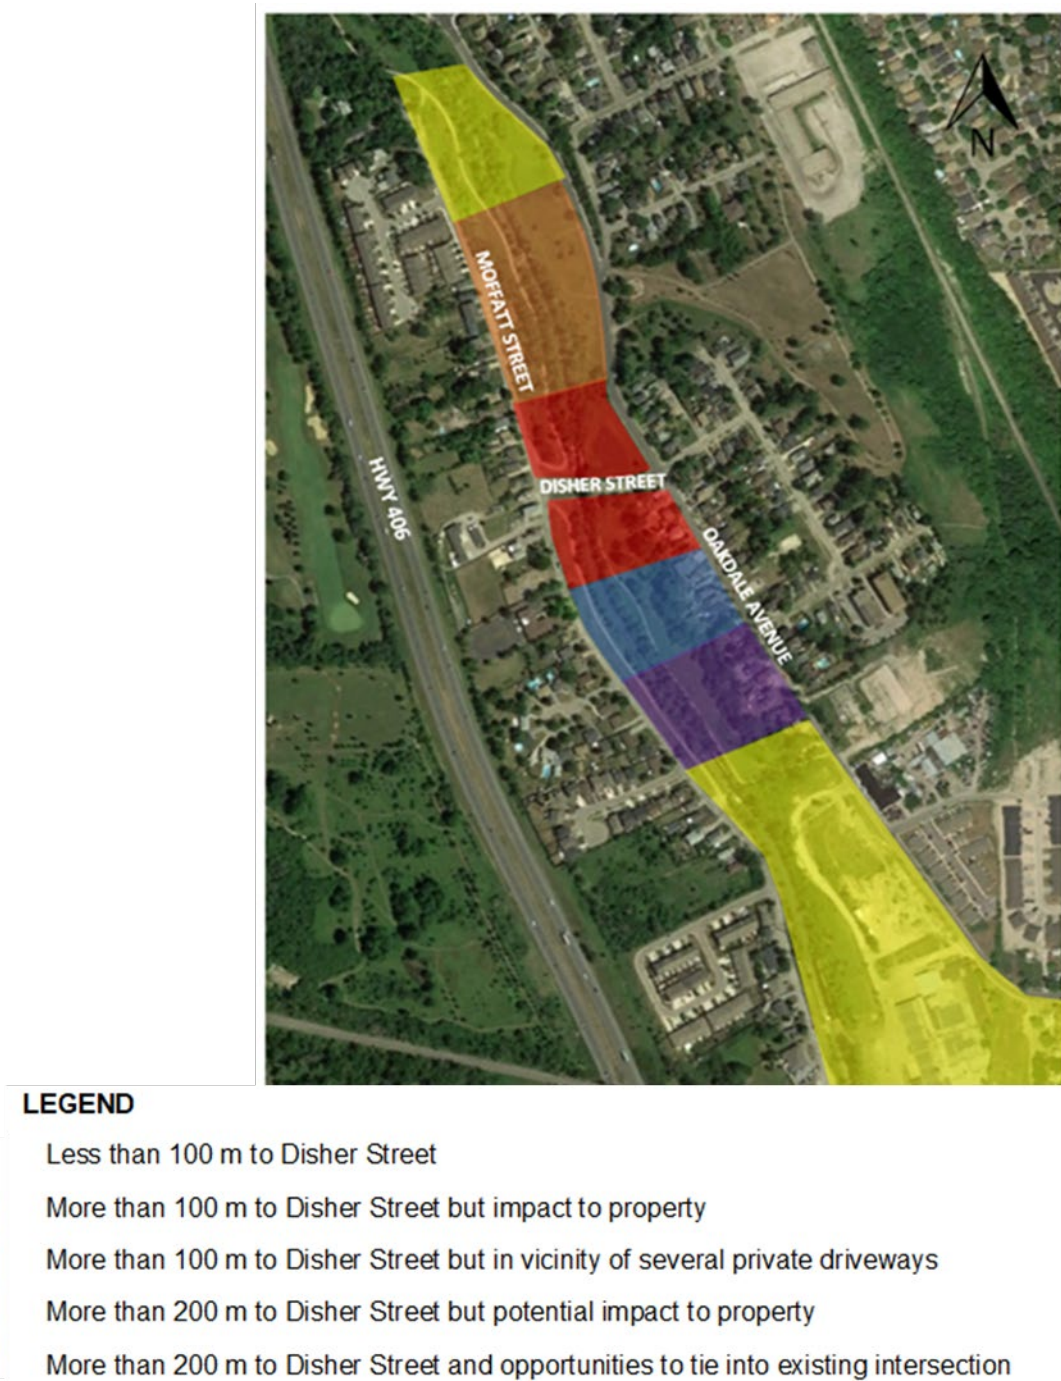 N
MOFFATT STREET
HWY 406
DISHER STREET
OAKDALE AVENUE
LEGEND
Less than 100 m to Disher Street
More than 100 m to Disher Street but impact to property
More than 100 m to Disher Street but in vicinity of several private driveways
More than 200 m to Disher Street but potential impact to property
More than 200 m to Disher Street and opportunities to tie into existing intersection